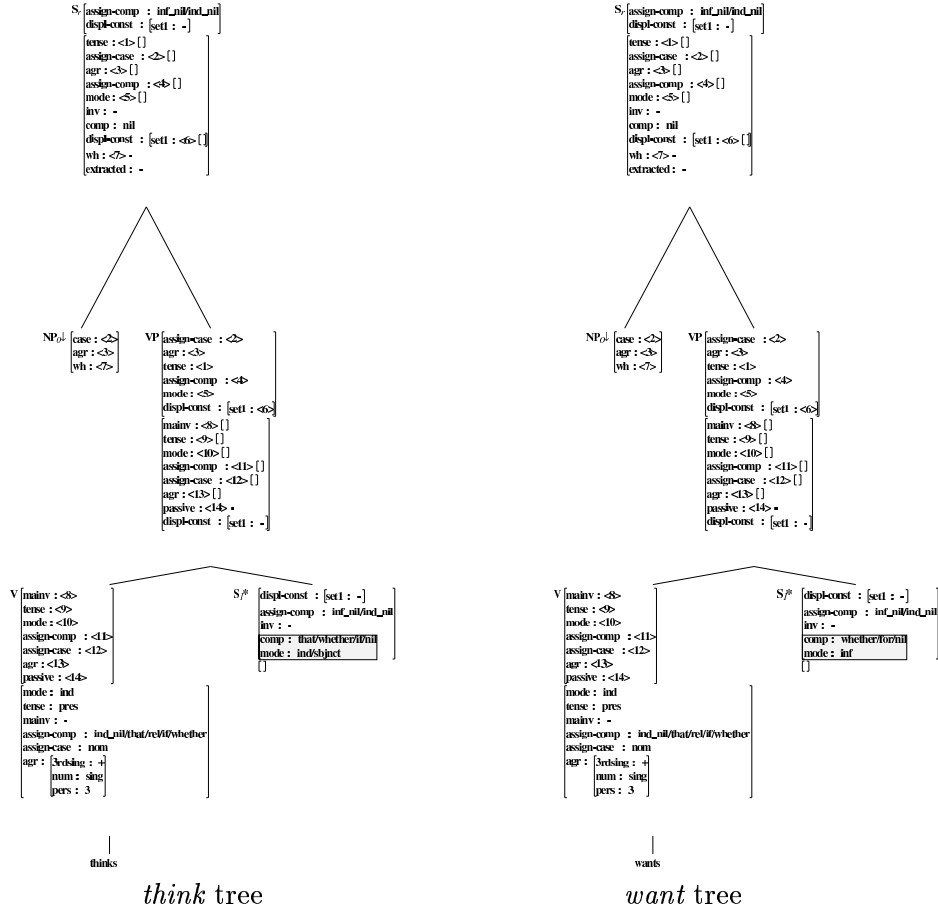 Sr assign-comp : inf_nil/ind_nil
displ-const : [set1 : -]
tense : <1> []
assign-case : <2> []
agr : <3> []
assign-comp : <4> []
mode : <5> []
inv : -
comp : nil
displ-const : [set1 : <6> []]
wh : <7> -
extracted : -
NP0↓ case : <2>
agr : <3>
wh : <7>
VP assign-case : <2>
agr : <3>
tense : <1>
assign-comp : <4>
mode : <5>
displ-const : [set1 : <6>]
mainv : <8> []
tense : <9> []
mode : <10> []
assign-comp : <11> []
assign-case : <12> []
agr : <13> []
passive : <14> -
displ-const : [set1 : -]
V mainv : <8>
tense : <9>
mode : <10>
assign-comp : <11>
assign-case : <12>
agr : <13>
passive : <14>
mode : ind
tense : pres
mainv : -
assign-comp : ind_nil/that/rel/if/whether
assign-case : nom
agr : 3rdsing : +
num : sing
pers : 3
Sf* displ-const : [set1 : -]
assign-comp : inf_nil/ind_nil
inv : -
comp : that/whether/if/nil
mode : ind/sbjnct
[]
thinks
think tree
Sr assign-comp : inf_nil/ind_nil
displ-const : [set1 : -]
tense : <1> []
assign-case : <2> []
agr : <3> []
assign-comp : <4> []
mode : <5> []
inv : -
comp : nil
displ-const : [set1 : <6> []]
wh : <7> -
extracted : -
NP0↓ case : <2>
agr : <3>
wh : <7>
VP assign-case : <2>
agr : <3>
tense : <1>
assign-comp : <4>
mode : <5>
displ-const : [set1 : <6>]
mainv : <8> []
tense : <9> []
mode : <10> []
assign-comp : <11> []
assign-case : <12> []
agr : <13> []
passive : <14> -
displ-const : [set1 : -]
V mainv : <8>
tense : <9>
mode : <10>
assign-comp : <11>
assign-case : <12>
agr : <13>
passive : <14>
mode : ind
tense : pres
mainv : -
assign-comp : ind_nil/that/rel/if/whether
assign-case : nom
agr : 3rdsing : +
num : sing
pers : 3
Sf* displ-const : [set1 : -]
assign-comp : inf_nil/ind_nil
inv : -
comp : whether/for/nil
mode : inf
[]
wants
want tree